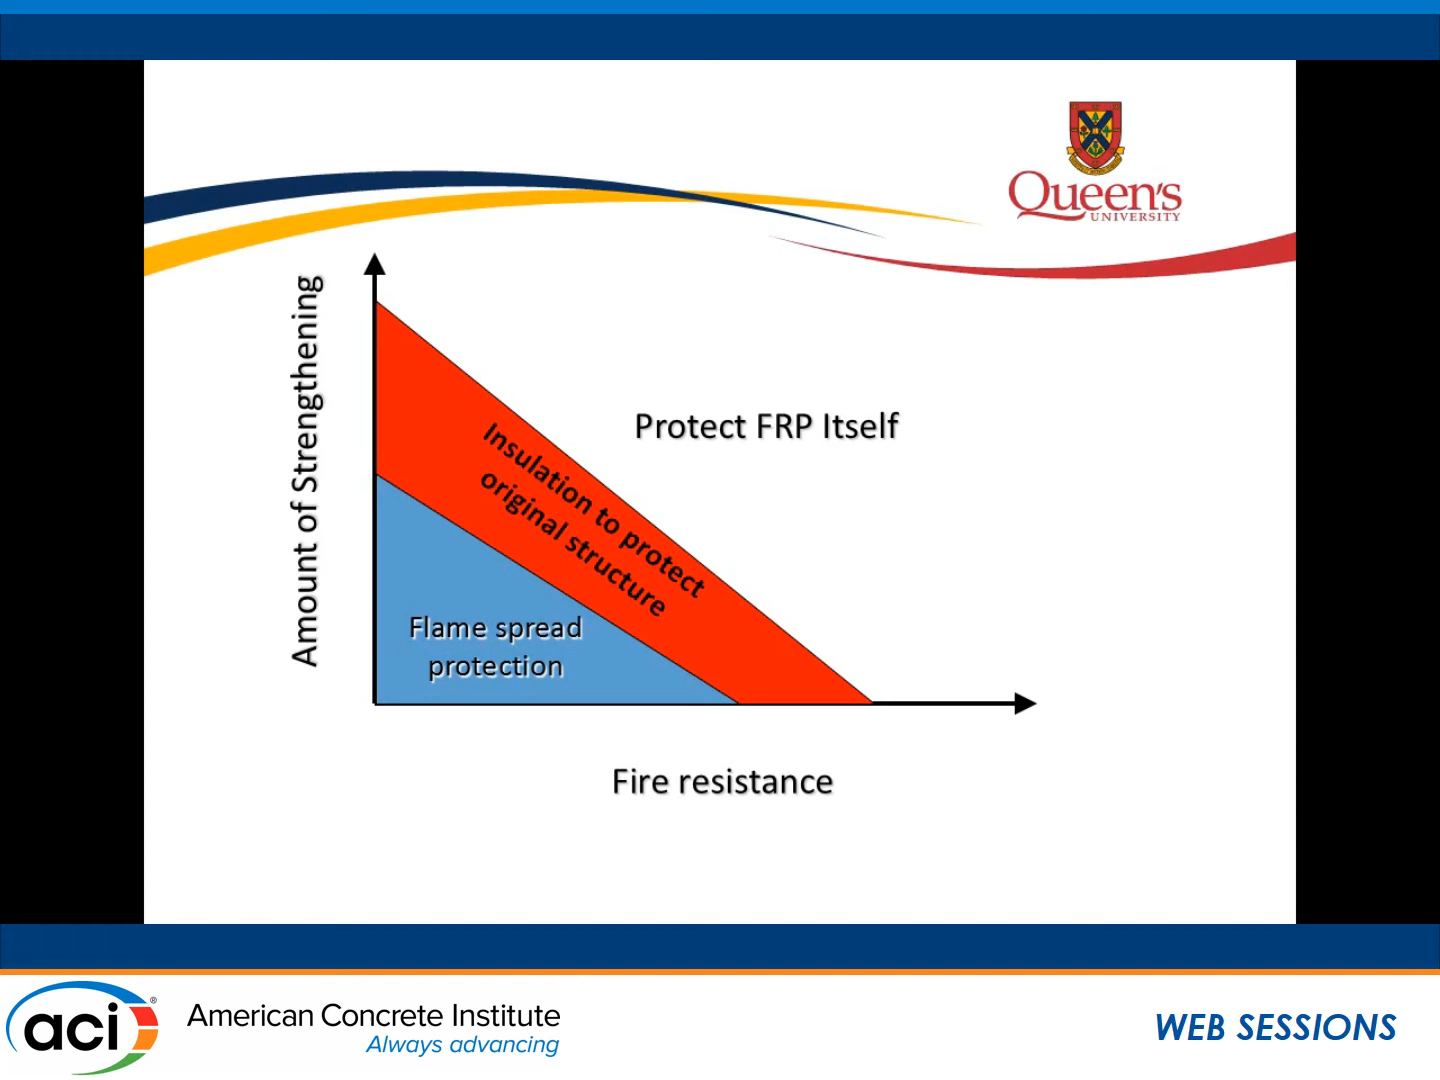 Queen's
UNIVERSITY
Amount of Strengthening
Protect FRP Itself
Insulation to protect
original structure
Flame spread
protection
Fire resistance
aci®
American Concrete Institute
Always advancing
WEB SESSIONS